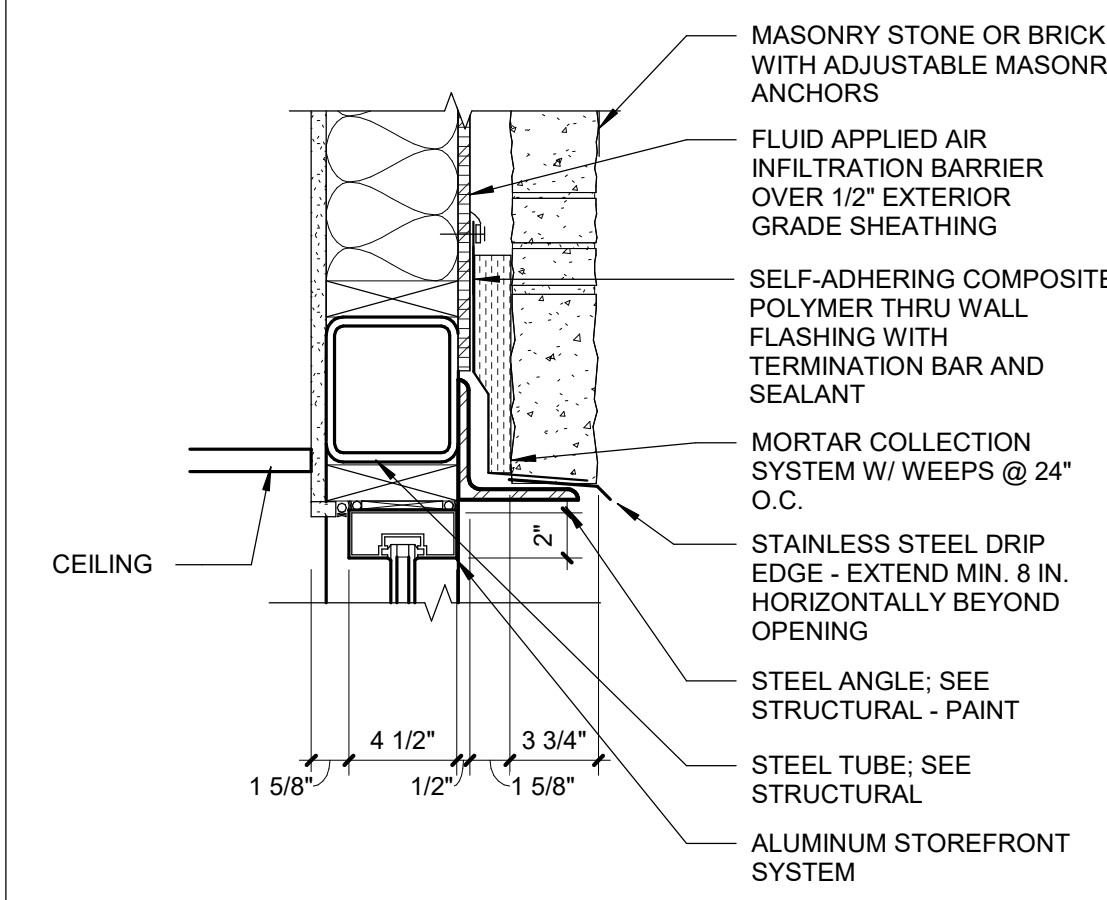 MASONRY STONE OR BRICK
WITH ADJUSTABLE MASONR
ANCHORS
FLUID APPLIED AIR
INFILTRATION BARRIER
OVER 1/2" EXTERIOR
GRADE SHEATHING
SELF-ADHERING COMPOSITE
POLYMER THRU WALL
FLASHING WITH
TERMINATION BAR AND
SEALANT
MORTAR COLLECTION
SYSTEM W/ WEEPS @ 24"
O.C.
CEILING
2"
STAINLESS STEEL DRIP
EDGE - EXTEND MIN. 8 IN.
HORIZONTALLY BEYOND
OPENING
STEEL ANGLE; SEE
STRUCTURAL - PAINT
4 1/2"
3 3/4"
1 5/8"
1/2"
1 5/8"
STEEL TUBE; SEE
STRUCTURAL
ALUMINUM STOREFRONT
SYSTEM